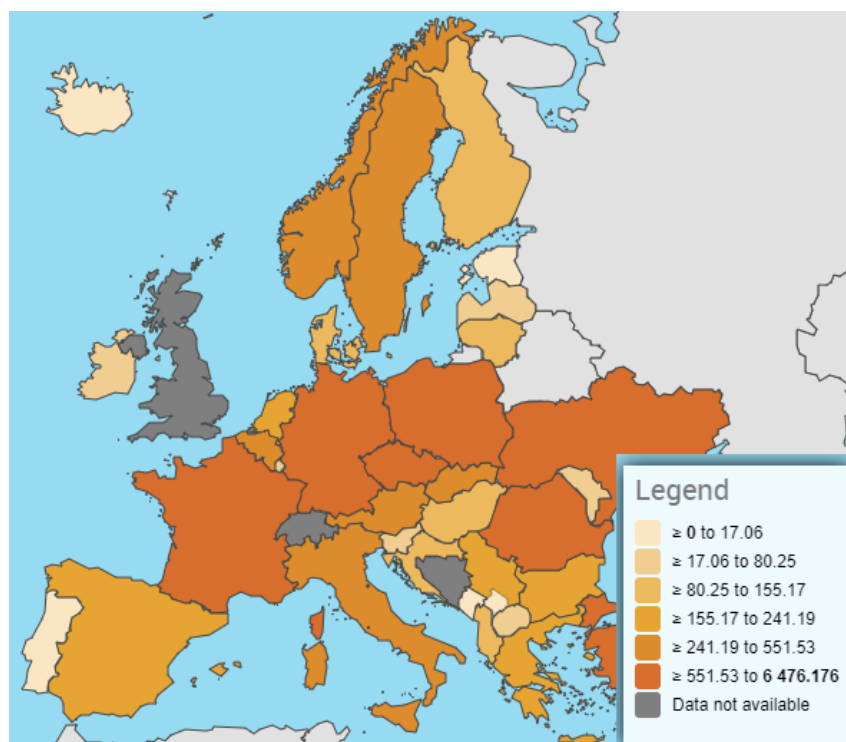 Legend
≥ 0 to 17.06
≥ 17.06 to 80.25
≥ 80.25 to 155.17
≥ 155.17 to 241.19
≥ 241.19 to 551.53
≥ 551.53 to 6 476.176
Data not available